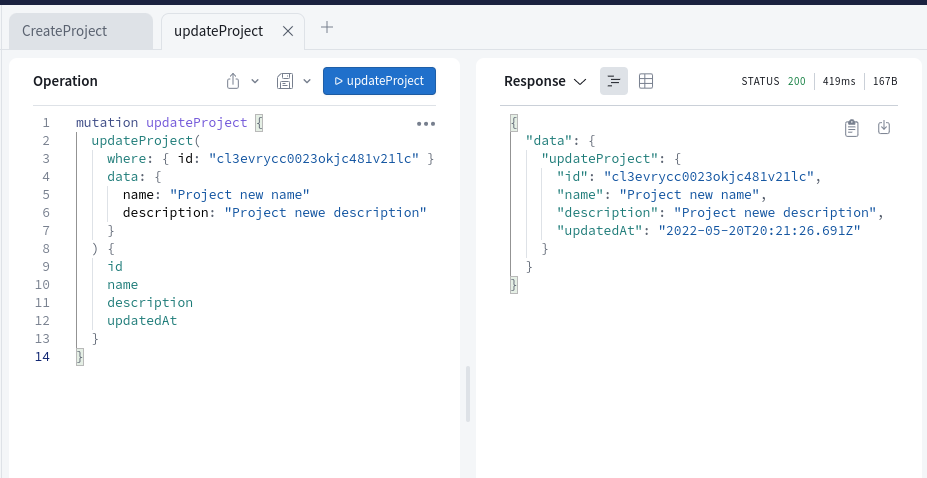 CreateProject
updateProject
Operation
updateProject
1 mutation updateProject {
2 updateProject(
3 where: { id: "cl3evrycc0023okjc481v21lc" }
4 data: {
5 name: "Project new name"
6 description: "Project newe description"
7 }
8 ) {
9 id
10 name
11 description
12 updatedAt
13 }
14 }
Response
STATUS 200 419ms 167B
{
"data": {
"updateProject": {
"id": "cl3evrycc0023okjc481v21lc",
"name": "Project new name",
"description": "Project newe description",
"updatedAt": "2022-05-20T20:21:26.691Z"
}
}
}